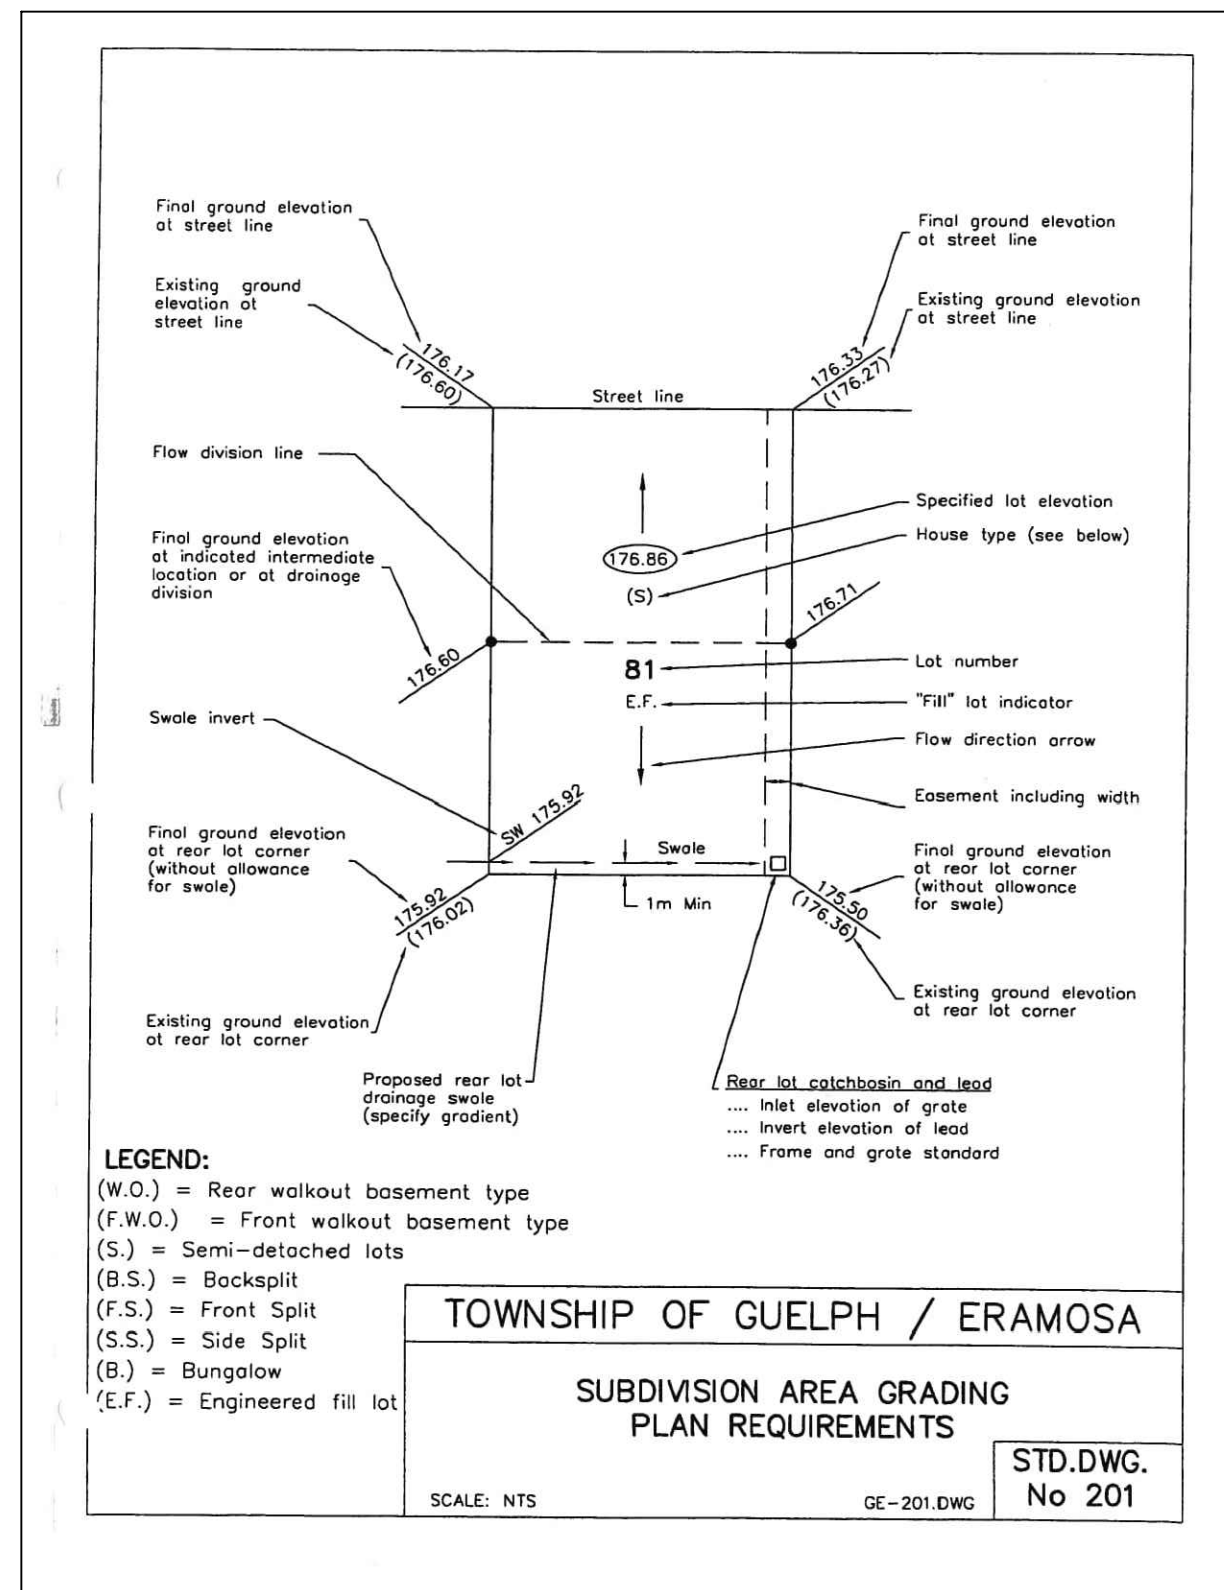 Final ground elevation
at street line
Final ground elevation
at street line
Existing ground
elevation at
street line
Existing ground elevation
at street line
176.17
(176.60)
176.33
(176.27)
Street line
Flow division line
Specified lot elevation
House type (see below)
176.86
(S)
Final ground elevation
at indicated intermediate
location or at drainage
division
176.71
176.60
81
Lot number
E.F.
"Fill" lot indicator
Swale invert
Flow direction arrow
SW 175.92
Easement including width
Final ground elevation
at rear lot corner
(without allowance
for swale)
Swale
Final ground elevation
at rear lot corner
(without allowance
for swale)
175.92
(176.02)
1m Min
175.50
(176.36)
Existing ground elevation
at rear lot corner
Existing ground elevation
at rear lot corner
Proposed rear lot
drainage swale
(specify gradient)
Rear lot catchbasin and lead
.... Inlet elevation of grate
.... Invert elevation of lead
.... Frame and grate standard
LEGEND:
(W.O.) = Rear walkout basement type
(F.W.O.) = Front walkout basement type
(S.) = Semi-detached lots
(B.S.) = Backsplit
(F.S.) = Front Split
(S.S.) = Side Split
(B.) = Bungalow
(E.F.) = Engineered fill lot
TOWNSHIP OF GUELPH / ERAMOSA
SUBDIVISION AREA GRADING
PLAN REQUIREMENTS
SCALE: NTS
GE-201.DWG
STD.DWG.
No 201